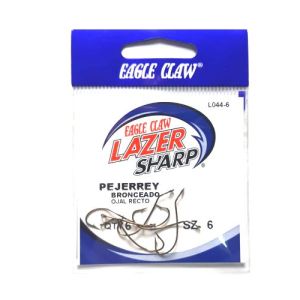 EAGLE CLAW®
L044-6
EAGLE CLAW
LAZER
SHARP®
PEJERREY
BRONCEADO
OJAL RECTO
SZ 6